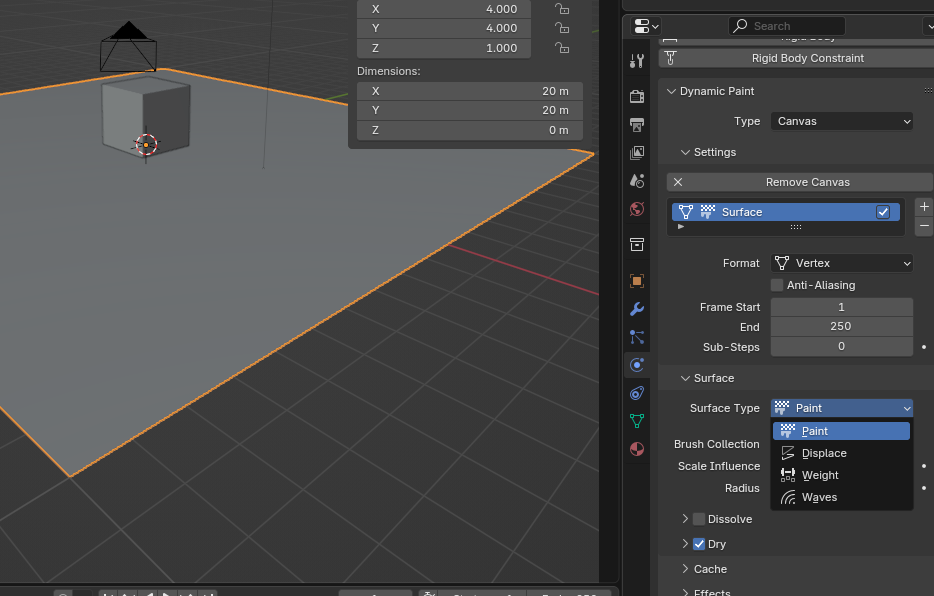 X 4.000
Y 4.000
Z 1.000
Dimensions:
X 20 m
Y 20 m
Z 0 m
Search
Rigid Body Constraint
Dynamic Paint
Type Canvas
Settings
Remove Canvas
Surface
Format Vertex
Anti-Aliasing
Frame Start 1
End 250
Sub-Steps 0
Surface
Surface Type Paint
Paint
Displace
Brush Collection
Weight
Scale Influence
Waves
Radius
Dissolve
Dry
Cache
Effects